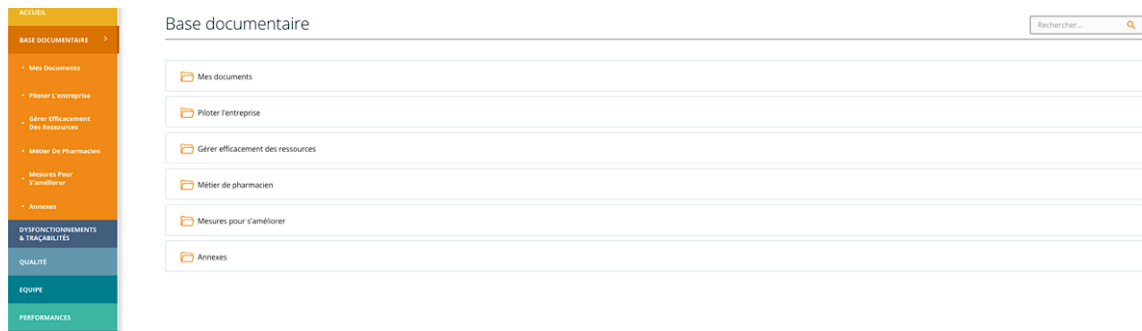 ACCUEIL
BASE DOCUMENTAIRE >
• Mes Documents
• Piloter L'entreprise
• Gérer Efficacement
Des Ressources
• Métier De Pharmacien
• Mesures Pour
S'améliorer
• Annexes
DYSFONCTIONNEMENTS
& TRAÇABILITÉS
QUALITÉ
EQUIPE
PERFORMANCES
Base documentaire
Rechercher...
Mes documents
Piloter l'entreprise
Gérer efficacement des ressources
Métier de pharmacien
Mesures pour s'améliorer
Annexes